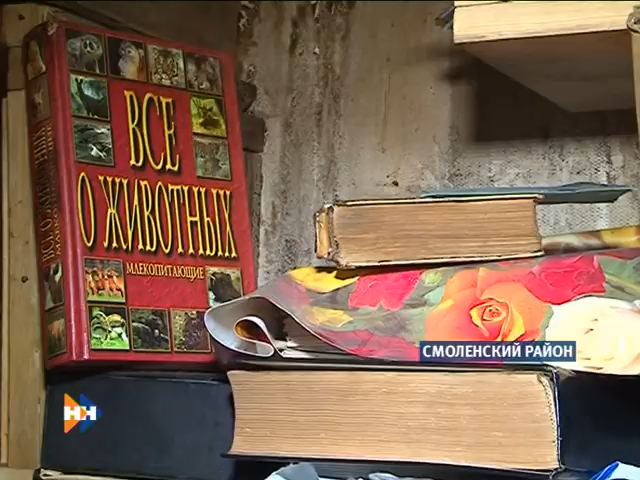 ВСЕ
О ЖИВОТНЫХ
МЛЕКОПИТАЮЩИЕ
СМОЛЕНСКИЙ РАЙОН
НН